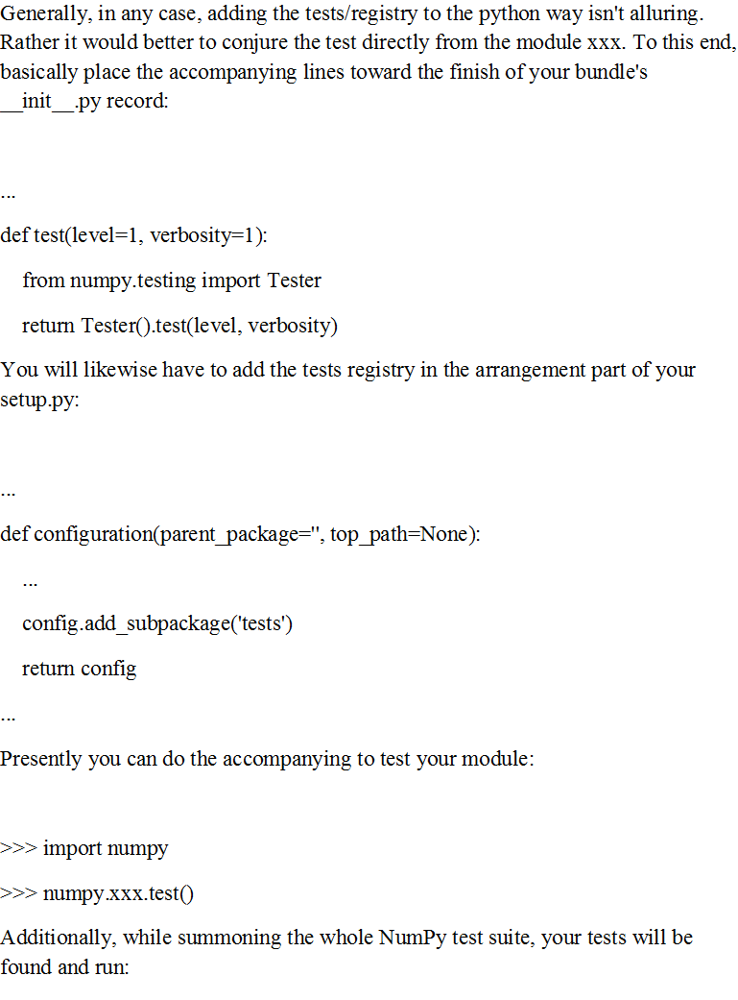 Generally, in any case, adding the tests/registry to the python way isn't alluring.
Rather it would better to conjure the test directly from the module xxx. To this end,
basically place the accompanying lines toward the finish of your bundle's
__init__.py record:
...
def test(level=1, verbosity=1):
from numpy.testing import Tester
return Tester().test(level, verbosity)
You will likewise have to add the tests registry in the arrangement part of your
setup.py:
...
def configuration(parent_package='', top_path=None):
...
config.add_subpackage('tests')
return config
...
Presently you can do the accompanying to test your module:
>>> import numpy
>>> numpy.xxx.test()
Additionally, while summoning the whole NumPy test suite, your tests will be
found and run: